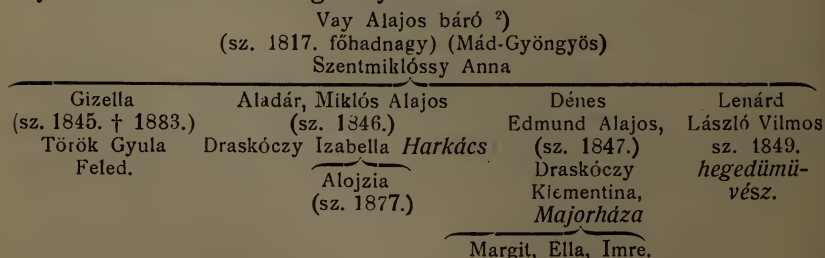 Vay Alajos báró ²)
(sz. 1817. főhadnagy) (Mád-Gyöngyös)
Szentmiklóssy Anna
Gizella
(sz. 1845. † 1883.)
Török Gyula
Feled.
Aladár, Miklós Alajos
(sz. 1846.)
Draskóczy Izabella Harkács
Alojzia
(sz. 1877.)
Dénes
Edmund Alajos,
(sz. 1847.)
Draskóczy
Klementina,
Majorháza
Margit, Ella, Imre.
Lenárd
László Vilmos
sz. 1849.
hegedümü-
vész.